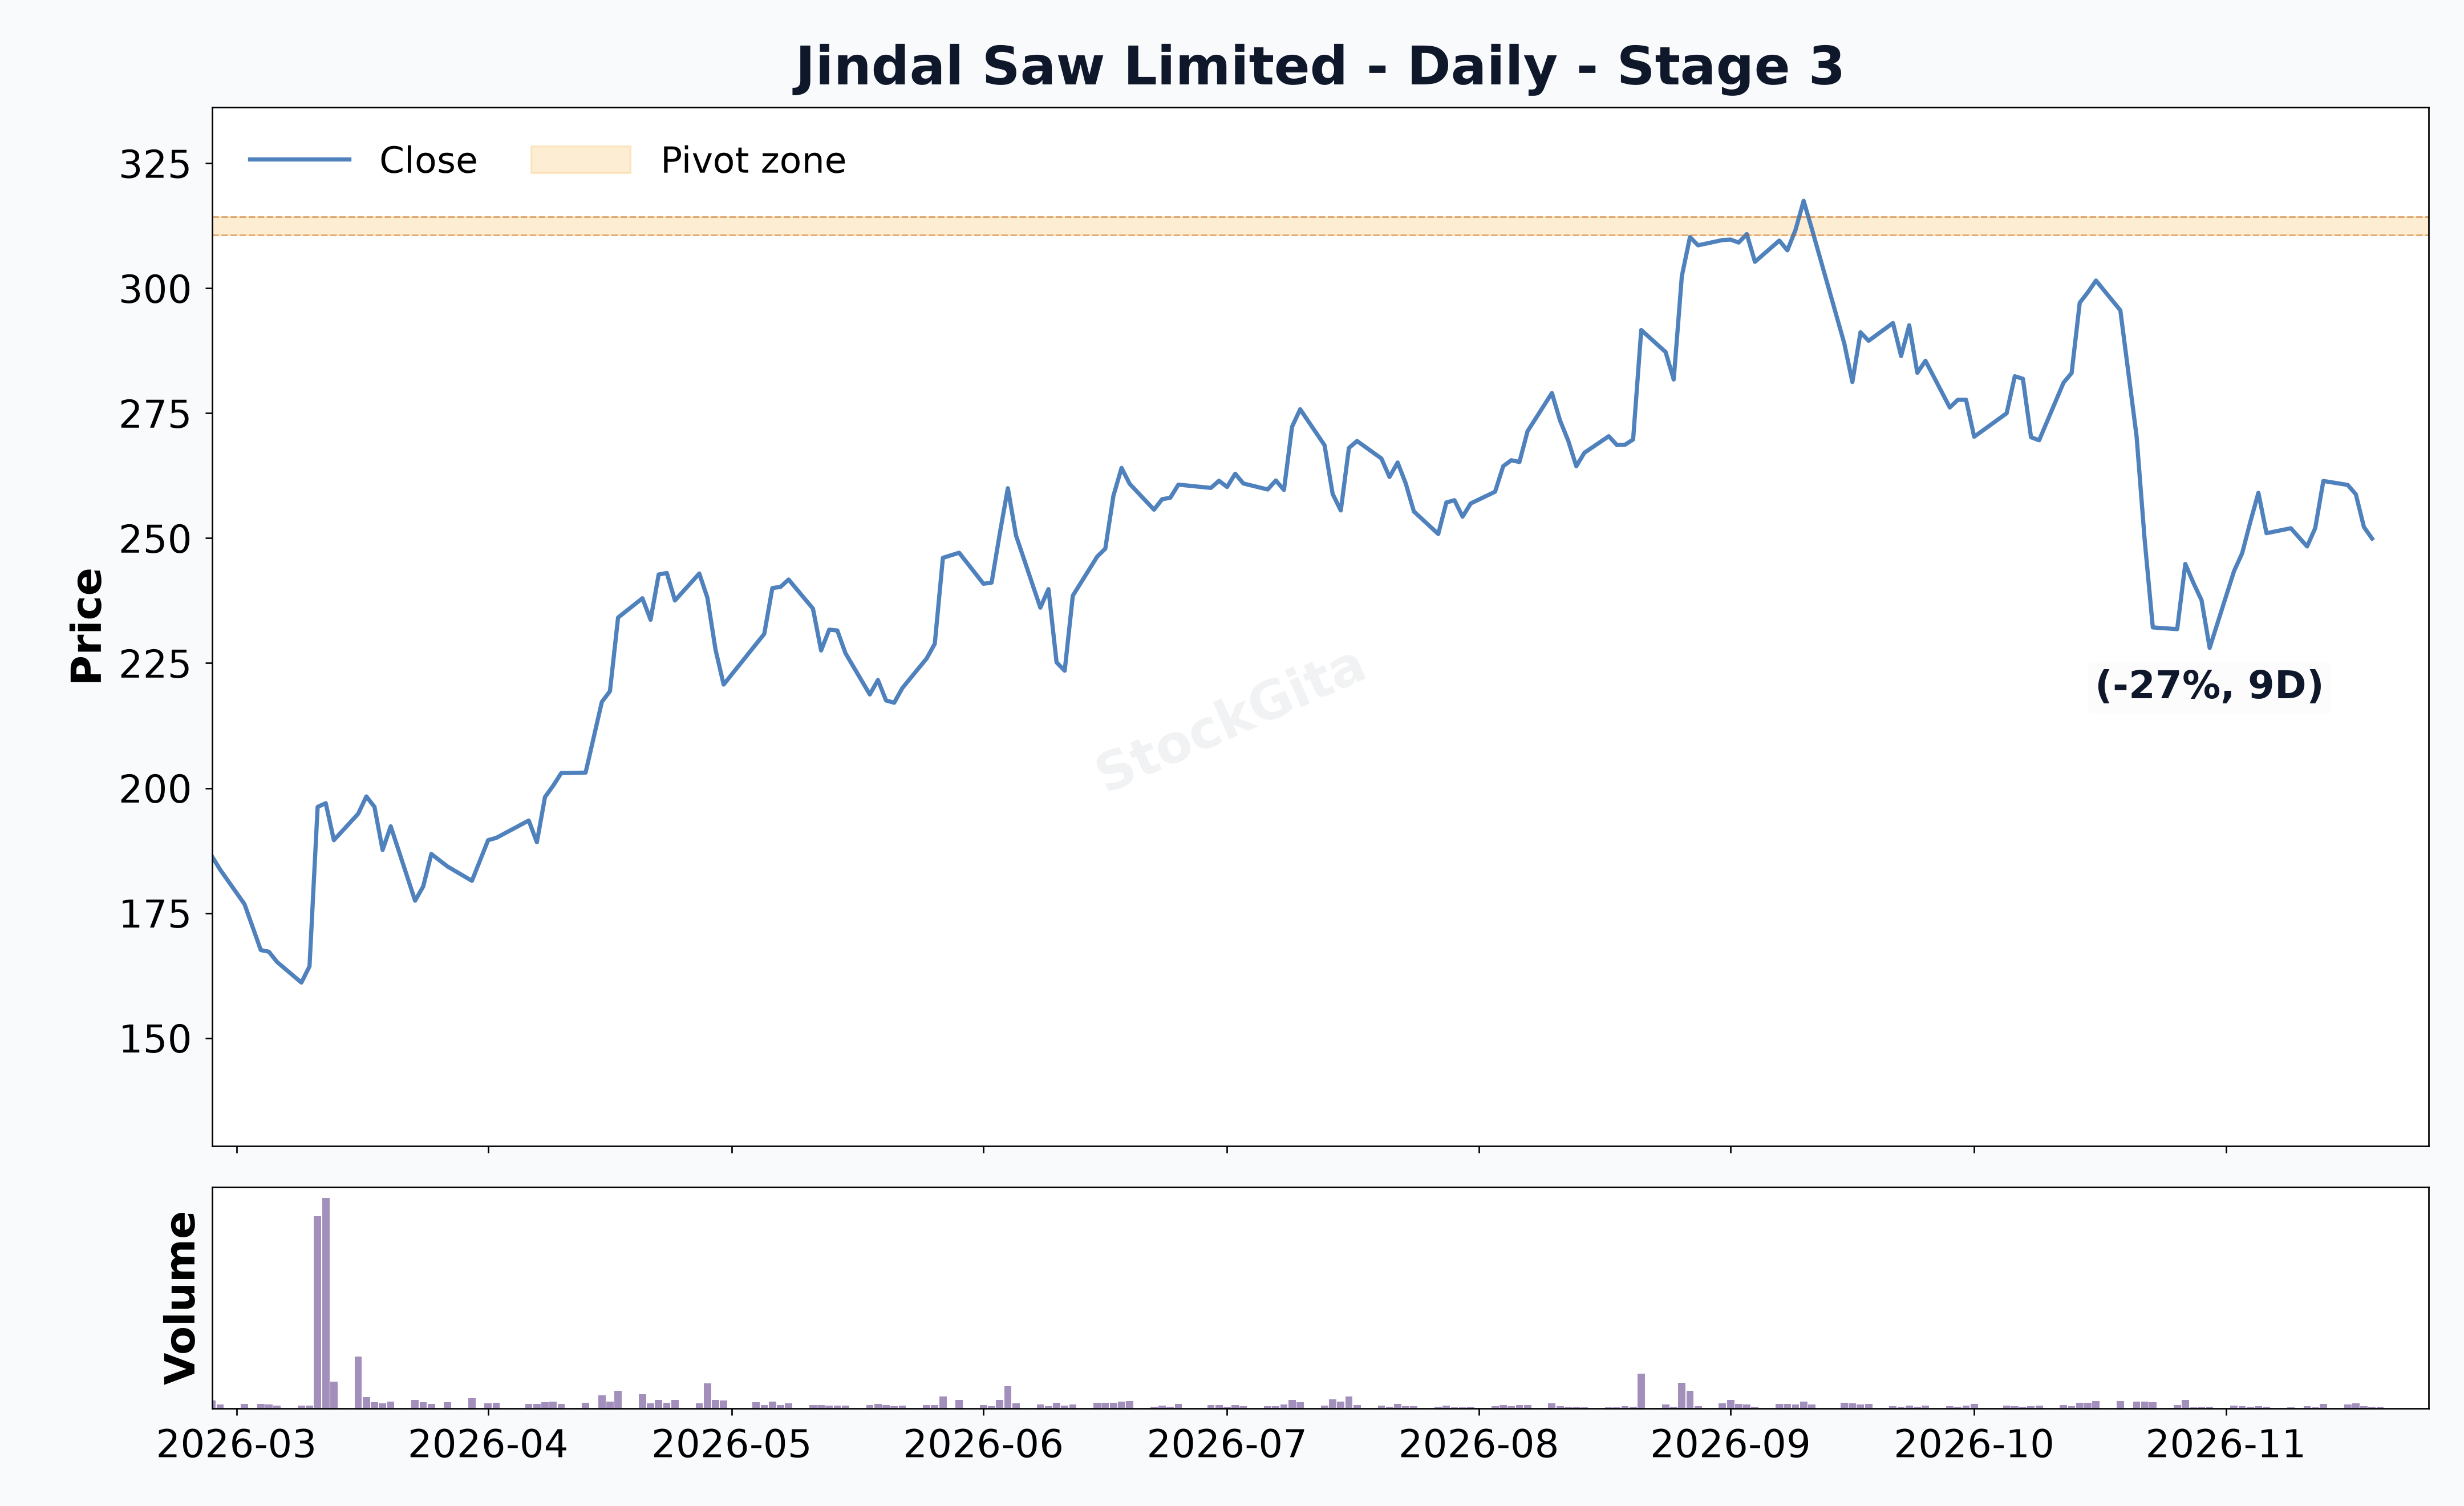 Jindal Saw Limited - Daily - Stage 3
Close
Pivot zone
325
300
275
250
225
200
175
150
Price
(-27%, 9D)
StockGita
Volume
2026-03
2026-04
2026-05
2026-06
2026-07
2026-08
2026-09
2026-10
2026-11